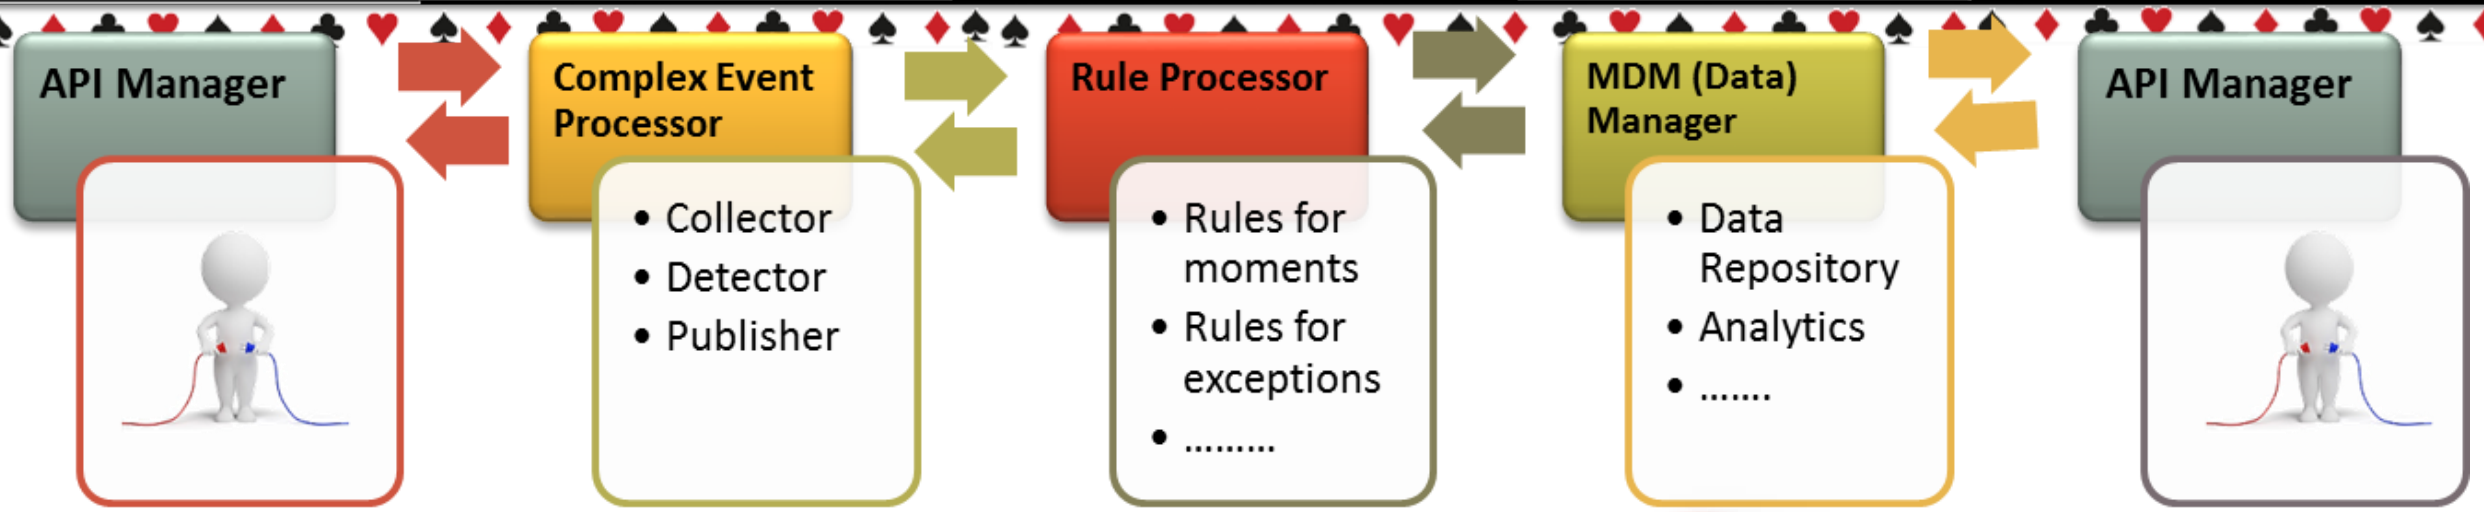 API Manager
Complex Event
Processor
• Collector
• Detector
• Publisher
Rule Processor
• Rules for
moments
• Rules for
exceptions
• .........
MDM (Data)
Manager
• Data
Repository
• Analytics
• .......
API Manager